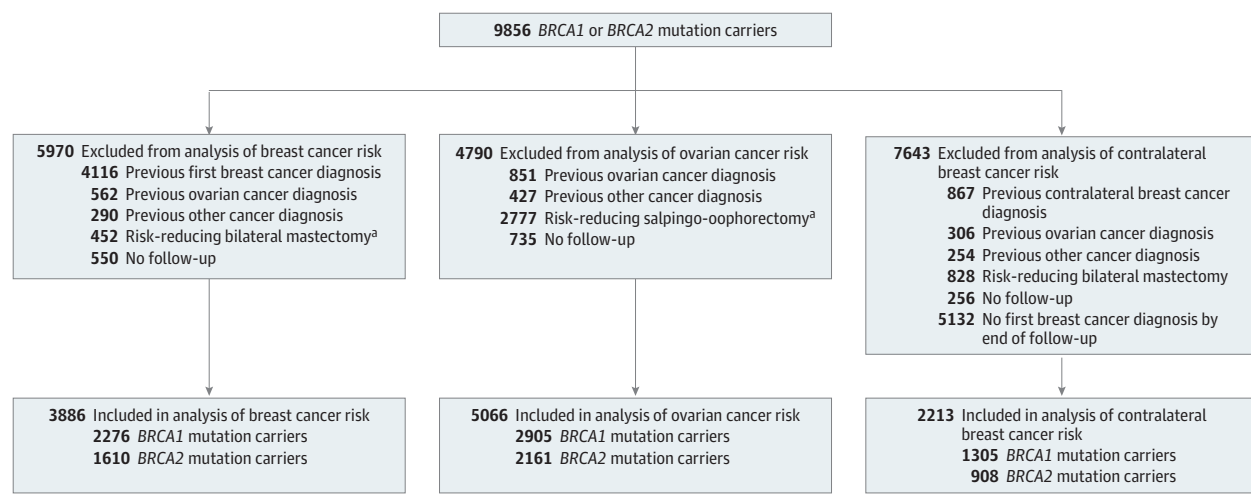 9856 BRCA1 or BRCA2 mutation carriers
5970 Excluded from analysis of breast cancer risk
4116 Previous first breast cancer diagnosis
562 Previous ovarian cancer diagnosis
290 Previous other cancer diagnosis
452 Risk-reducing bilateral mastectomyª
550 No follow-up
4790 Excluded from analysis of ovarian cancer risk
851 Previous ovarian cancer diagnosis
427 Previous other cancer diagnosis
2777 Risk-reducing salpingo-oophorectomyª
735 No follow-up
7643 Excluded from analysis of contralateral
breast cancer risk
867 Previous contralateral breast cancer
diagnosis
306 Previous ovarian cancer diagnosis
254 Previous other cancer diagnosis
828 Risk-reducing bilateral mastectomy
256 No follow-up
5132 No first breast cancer diagnosis by
end of follow-up
3886 Included in analysis of breast cancer risk
2276 BRCA1 mutation carriers
1610 BRCA2 mutation carriers
5066 Included in analysis of ovarian cancer risk
2905 BRCA1 mutation carriers
2161 BRCA2 mutation carriers
2213 Included in analysis of contralateral
breast cancer risk
1305 BRCA1 mutation carriers
908 BRCA2 mutation carriers